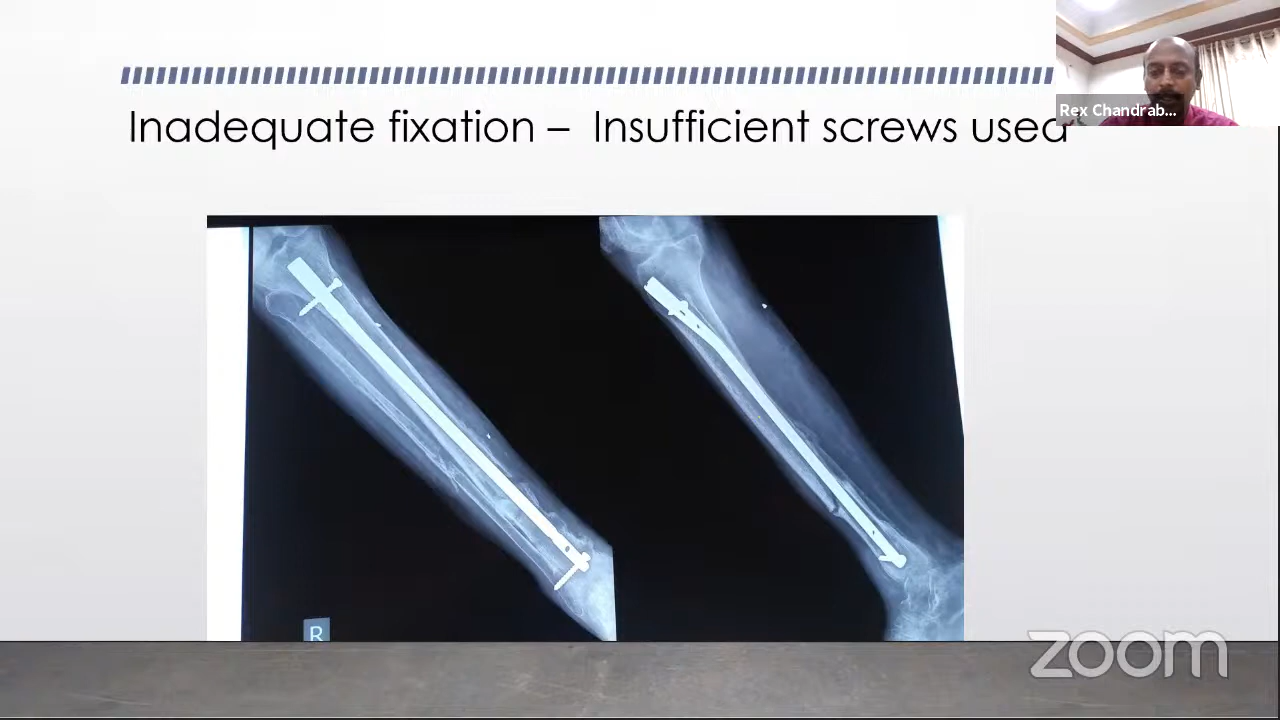 Rex Chandrab...
Inadequate fixation – Insufficient screws used
R
zoom